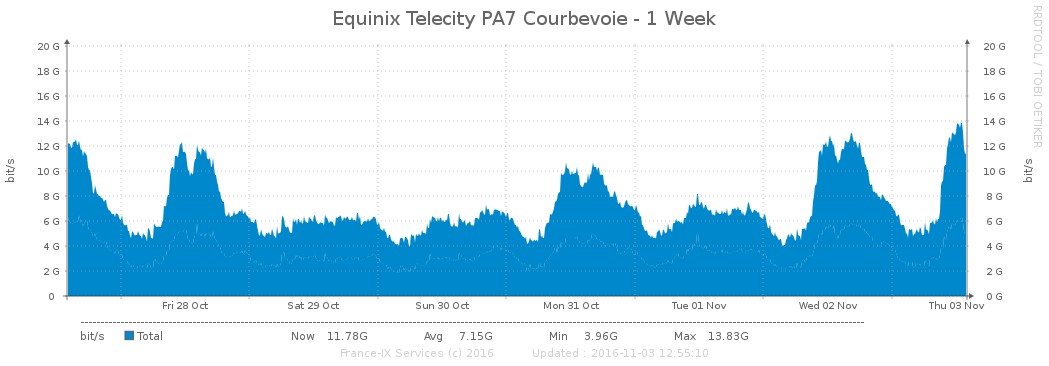 Equinix Telecity PA7 Courbevoie - 1 Week
RRDTOOL / TOBI OETIKER
bit/s
20 G 20 G
18 G 18 G
16 G 16 G
14 G 14 G
12 G 12 G
10 G 10 G
8 G 8 G
6 G 6 G
4 G 4 G
2 G 2 G
0 0 G
bit/s
Fri 28 Oct Sat 29 Oct Sun 30 Oct Mon 31 Oct Tue 01 Nov Wed 02 Nov Thu 03 Nov
bit/s Total Now 11.78G Avg 7.15G Min 3.96G Max 13.83G
France-IX Services (c) 2016 Updated : 2016-11-03 12:55:10